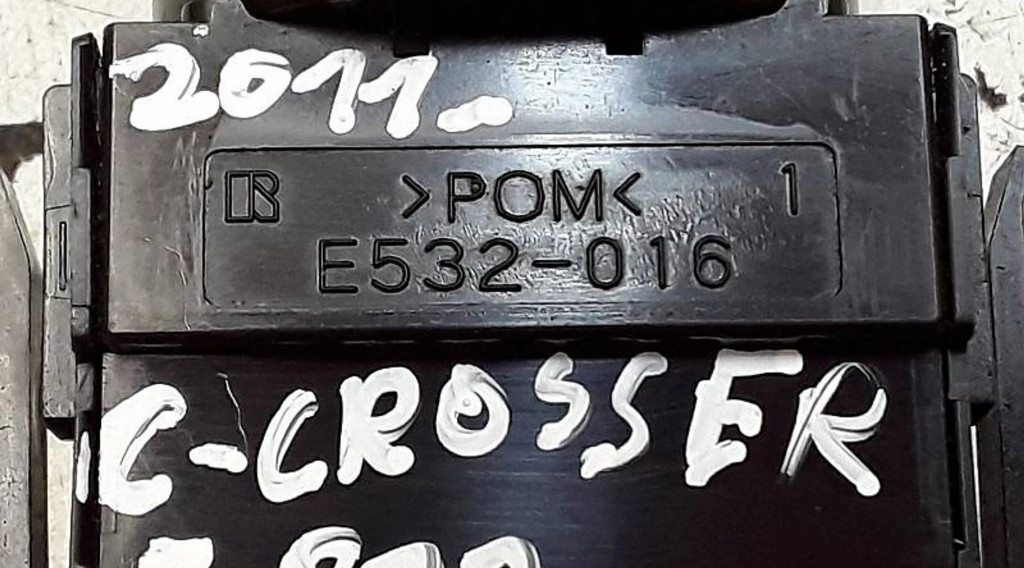 2011.
>POM< 1
E532-016
C-CROSSER